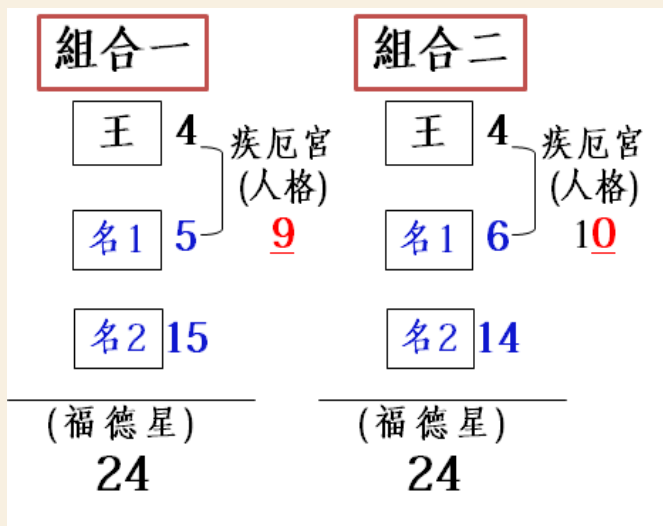 組合一
王 4
疾厄宮
(人格)
名1 5
9
名2 15
(福德星)
24
組合二
王 4
疾厄宮
(人格)
名1 6
10
名2 14
(福德星)
24